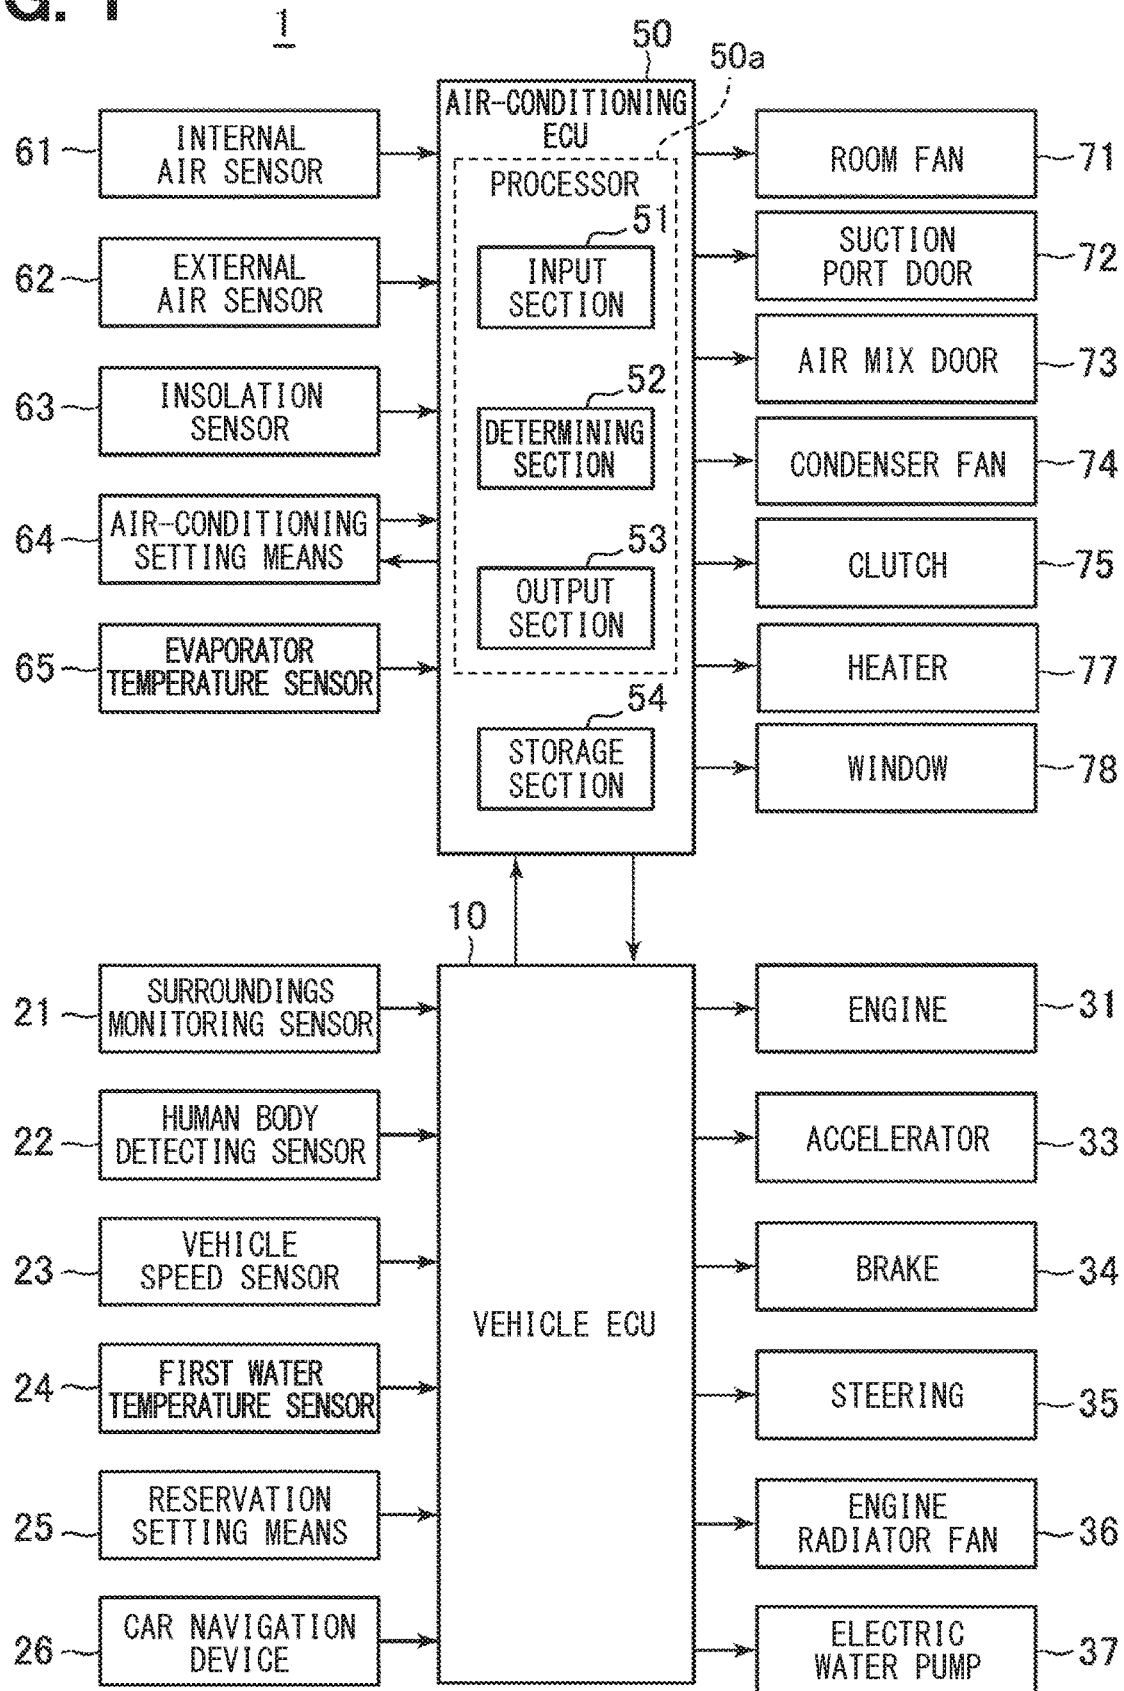 G. 1
1
50
50a
AIR-CONDITIONING
ECU
PROCESSOR
51
INPUT
SECTION
52
DETERMINING
SECTION
53
OUTPUT
SECTION
54
STORAGE
SECTION
61
INTERNAL
AIR SENSOR
62
EXTERNAL
AIR SENSOR
63
INSOLATION
SENSOR
64
AIR-CONDITIONING
SETTING MEANS
65
EVAPORATOR
TEMPERATURE SENSOR
ROOM FAN
71
SUCTION
PORT DOOR
72
AIR MIX DOOR
73
CONDENSER FAN
74
CLUTCH
75
HEATER
77
WINDOW
78
10
VEHICLE ECU
21
SURROUNDINGS
MONITORING SENSOR
22
HUMAN BODY
DETECTING SENSOR
23
VEHICLE
SPEED SENSOR
24
FIRST WATER
TEMPERATURE SENSOR
25
RESERVATION
SETTING MEANS
26
CAR NAVIGATION
DEVICE
ENGINE
31
ACCELERATOR
33
BRAKE
34
STEERING
35
ENGINE
RADIATOR FAN
36
ELECTRIC
WATER PUMP
37